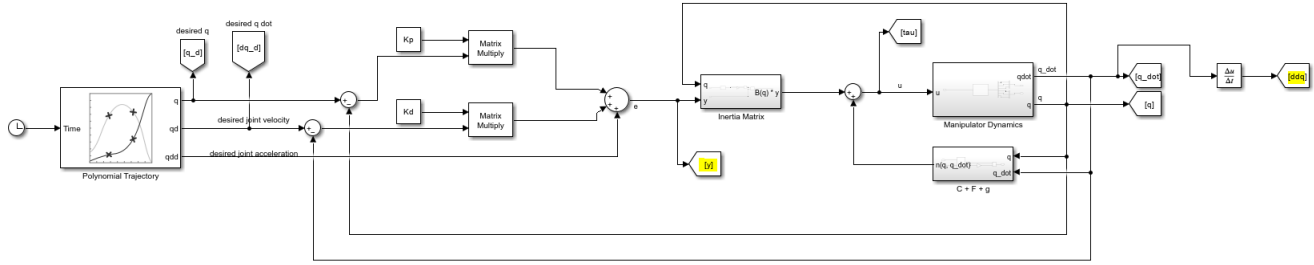 desired q
desired q dot
[q_d]
[dq_d]
Kp
Matrix
Multiply
[tau]
q_dot
[q_dot]
Δu
Δt
[ddq]
Time
q
qd
qdd
Polynomial Trajectory
desired joint velocity
desired joint acceleration
Kd
Matrix
Multiply
e
[y]
q
y
B(q) * y
Inertia Matrix
u
u
qdot
q
Manipulator Dynamics
q
[q]
n(q, q_dot)
q
q_dot
C + F + g